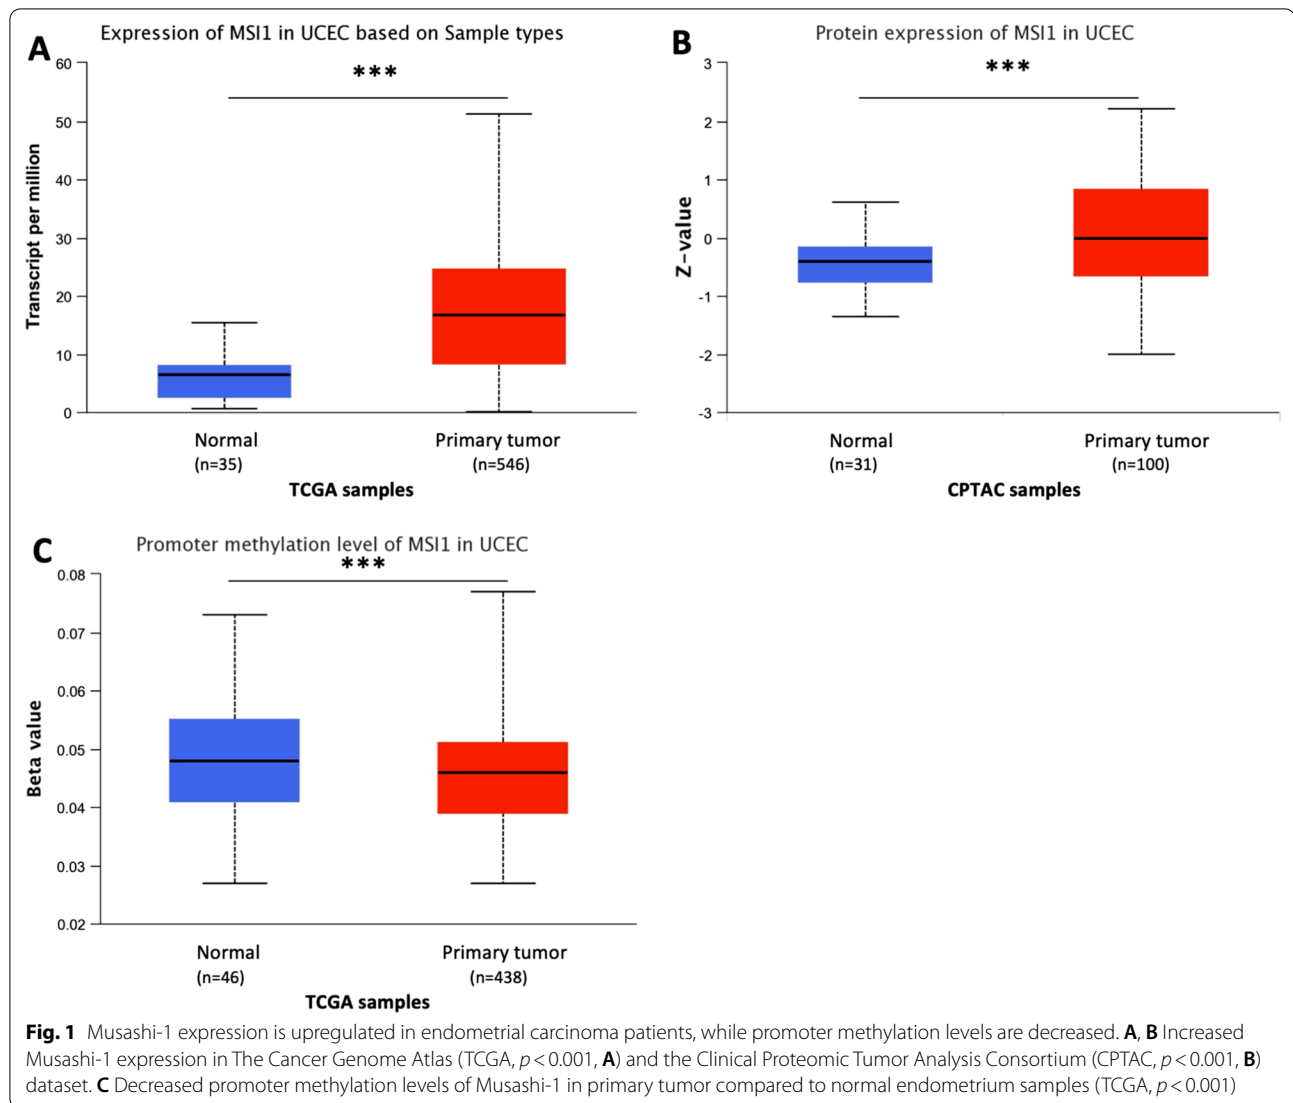 A
Expression of MSI1 in UCEC based on Sample types
***
Transcript per million
60
50
40
30
20
10
0
Normal
(n=35)
Primary tumor
(n=546)
TCGA samples
B
Protein expression of MSI1 in UCEC
***
Z-value
3
2
1
0
-1
-2
-3
Normal
(n=31)
Primary tumor
(n=100)
CPTAC samples
C
Promoter methylation level of MSI1 in UCEC
***
Beta value
0.08
0.07
0.06
0.05
0.04
0.03
0.02
Normal
(n=46)
Primary tumor
(n=438)
TCGA samples
Fig. 1 Musashi-1 expression is upregulated in endometrial carcinoma patients, while promoter methylation levels are decreased. A, B Increased
Musashi-1 expression in The Cancer Genome Atlas (TCGA, p < 0.001, A) and the Clinical Proteomic Tumor Analysis Consortium (CPTAC, p < 0.001, B)
dataset. C Decreased promoter methylation levels of Musashi-1 in primary tumor compared to normal endometrium samples (TCGA, p < 0.001)